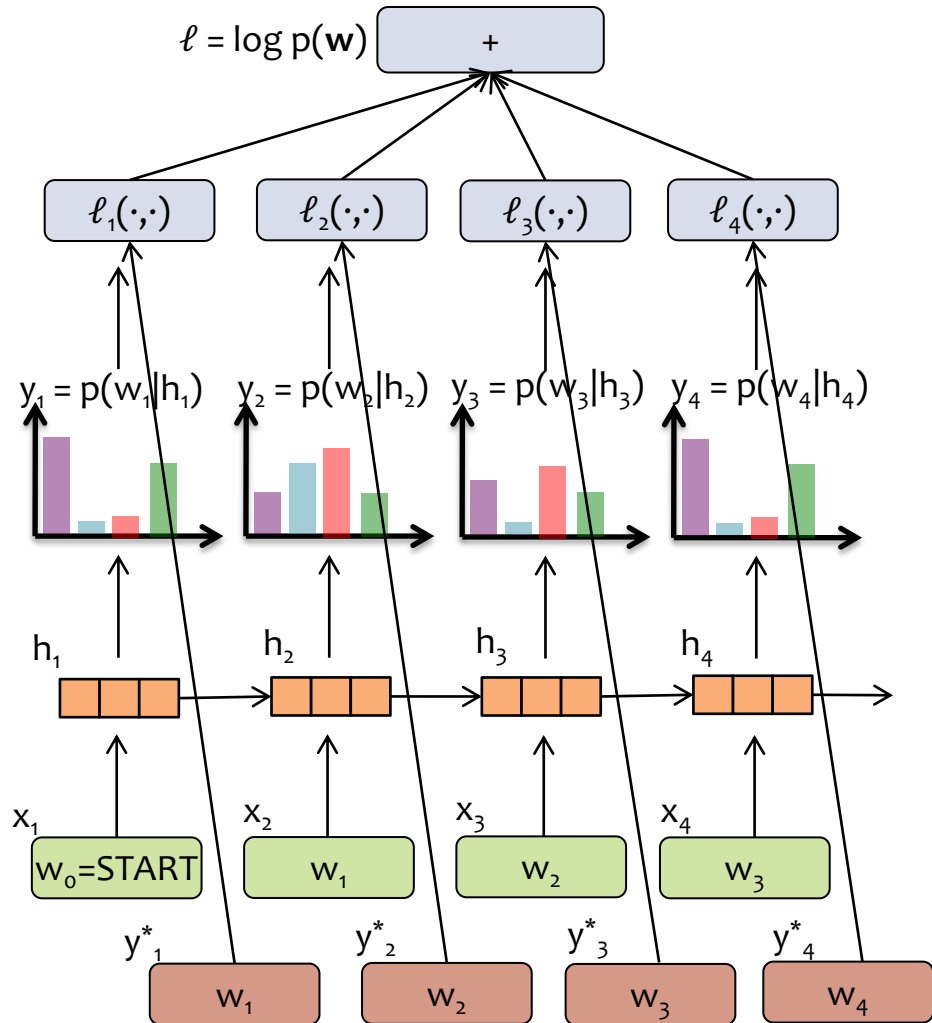 ℓ = log p(w) +
ℓ₁(·,·) ℓ₂(·,·) ℓ₃(·,·) ℓ₄(·,·)
y₁ = p(w₁|h₁) y₂ = p(w₂|h₂) y₃ = p(w₃|h₃) y₄ = p(w₄|h₄)
h₁ h₂ h₃ h₄
x₁ x₂ x₃ x₄
w₀=START w₁ w₂ w₃
y*₁ y*₂ y*₃ y*₄
w₁ w₂ w₃ w₄